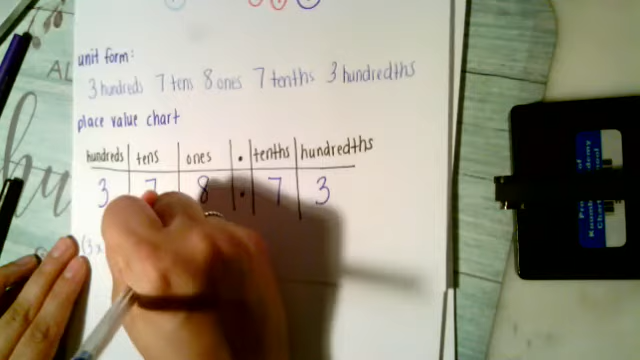 unit form:
3 hundreds 7 tens 8 ones 7 tenths 3 hundredths
place value chart
hundreds tens ones . tenths hundredths
3 7 8 . 7 3
(3 x